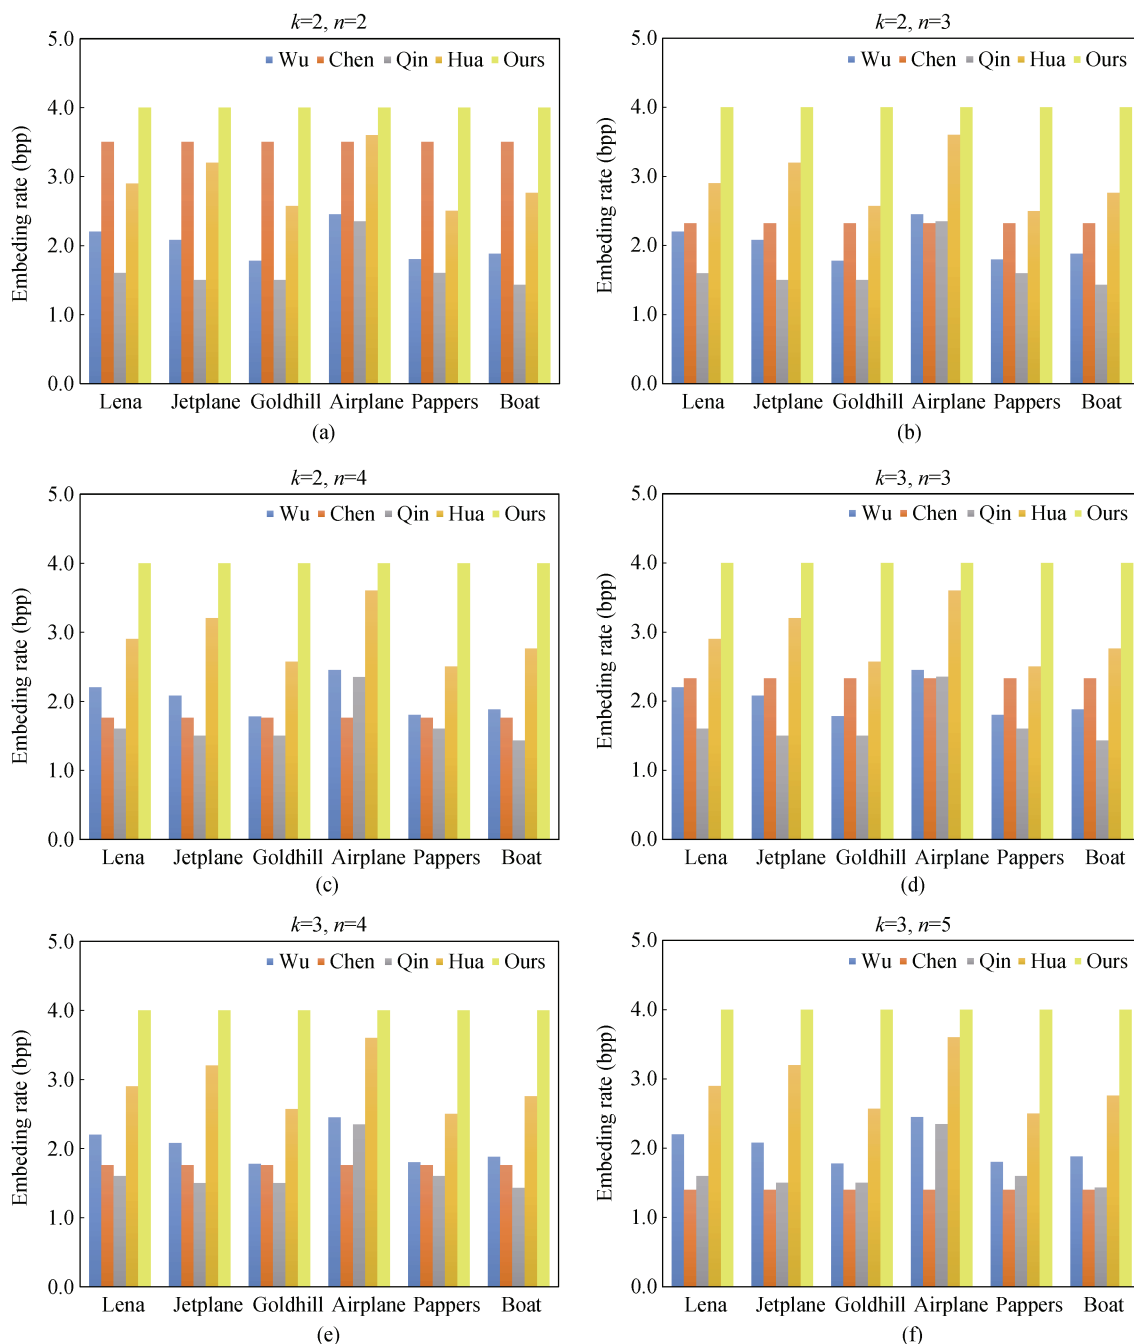 k=2, n=2
5.0
4.0
3.0
2.0
1.0
0.0
Embeding rate (bpp)
Wu Chen Qin Hua Ours
Lena Jetplane Goldhill Airplane Pappers Boat
(a)
k=2, n=3
5.0
4.0
3.0
2.0
1.0
0.0
Embeding rate (bpp)
Wu Chen Qin Hua Ours
Lena Jetplane Goldhill Airplane Pappers Boat
(b)
k=2, n=4
5.0
4.0
3.0
2.0
1.0
0.0
Embeding rate (bpp)
Wu Chen Qin Hua Ours
Lena Jetplane Goldhill Airplane Pappers Boat
(c)
k=3, n=3
5.0
4.0
3.0
2.0
1.0
0.0
Embeding rate (bpp)
Wu Chen Qin Hua Ours
Lena Jetplane Goldhill Airplane Pappers Boat
(d)
k=3, n=4
5.0
4.0
3.0
2.0
1.0
0.0
Embeding rate (bpp)
Wu Chen Qin Hua Ours
Lena Jetplane Goldhill Airplane Pappers Boat
(e)
k=3, n=5
5.0
4.0
3.0
2.0
1.0
0.0
Embeding rate (bpp)
Wu Chen Qin Hua Ours
Lena Jetplane Goldhill Airplane Pappers Boat
(f)